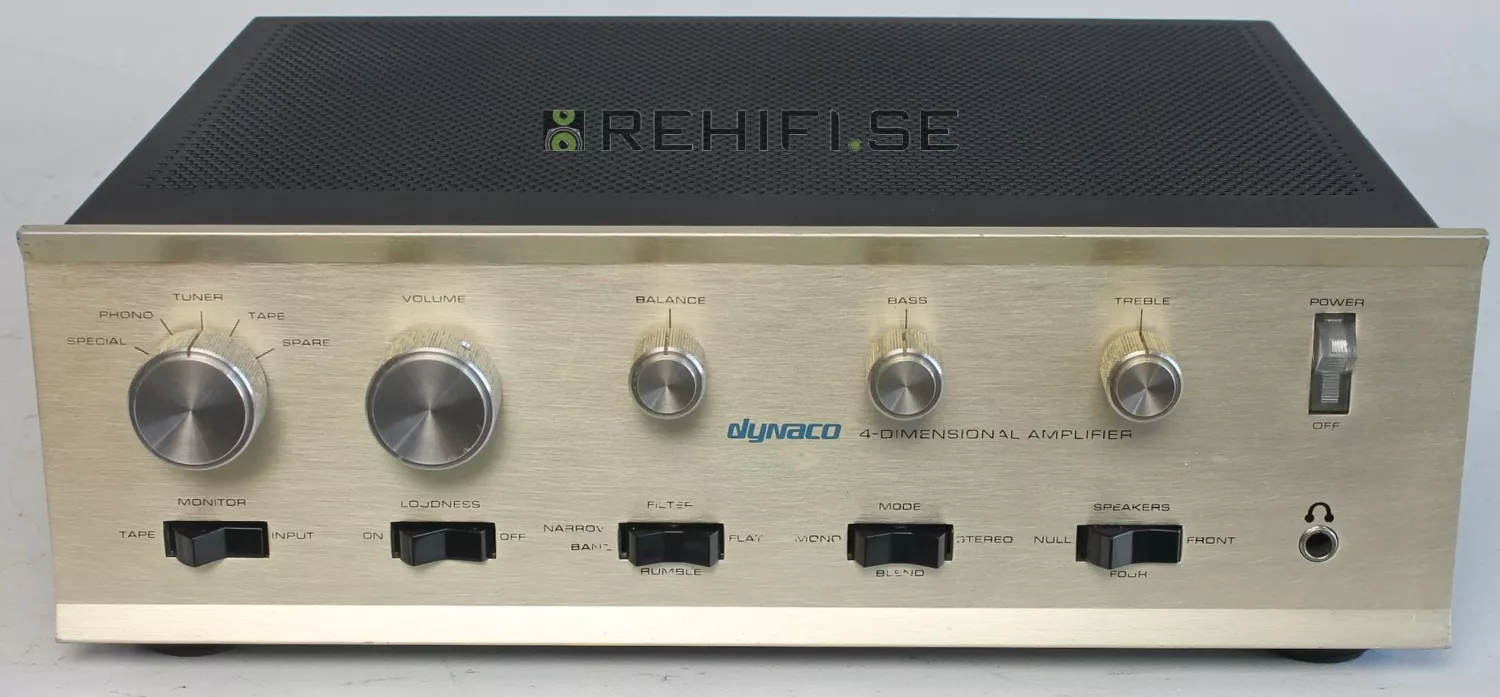 REHIFI.SE
TUNER
PHONO TAPE
SPECIAL SPARE
VOLUME
BALANCE
BASS
TREBLE
POWER
OFF
dynaco 4-DIMENSIONAL AMPLIFIER
MONITOR
TAPE INPUT
LOUDNESS
ON OFF
FILTER
NARROW BAND FLAT
RUMBLE
MODE
MONO STEREO
BLEND
SPEAKERS
NULL FRONT
FOUR